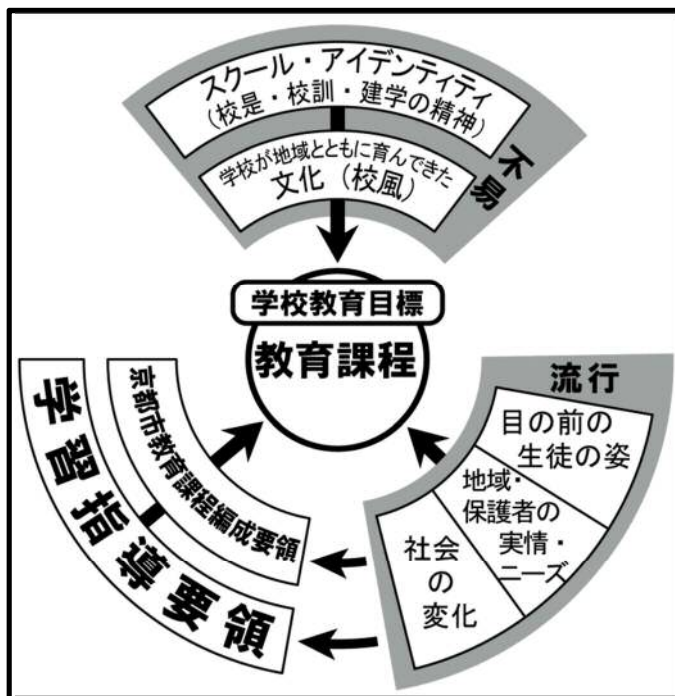 スクール・アイデンティティ
(校是・校訓・建学の精神)
学校が地域とともに育んできた
文化(校風)
不易
学校教育目標
教育課程
京都市教育課程編成要領
学習指導要領
流行
目の前の
生徒の姿
地域・
保護者の
実情・
ニーズ
社会
の
変化